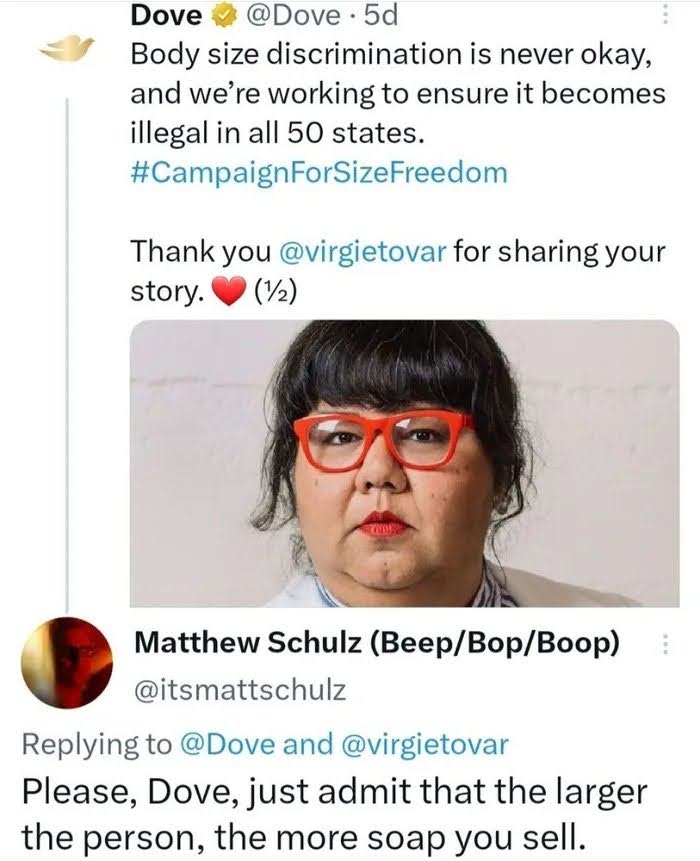 Dove @Dove · 5d
Body size discrimination is never okay,
and we’re working to ensure it becomes
illegal in all 50 states.
#CampaignForSizeFreedom
Thank you @virgietovar for sharing your
story. ❤️ (½)
Matthew Schulz (Beep/Bop/Boop)
@itsmattschulz
Replying to @Dove and @virgietovar
Please, Dove, just admit that the larger
the person, the more soap you sell.